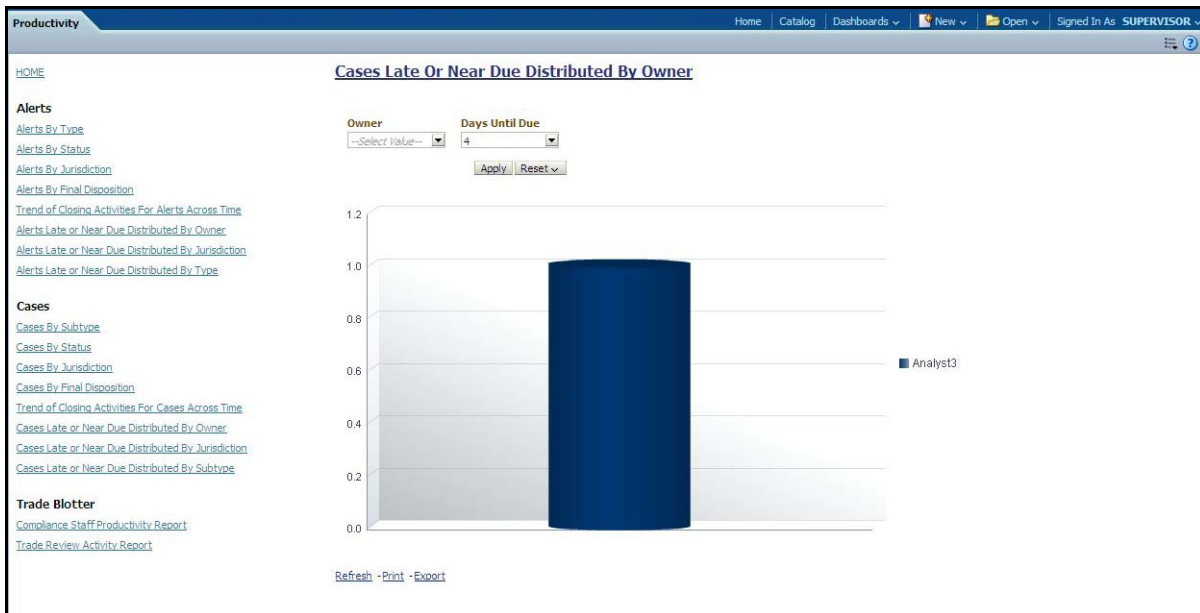 Productivity
Home Catalog Dashboards New Open Signed In As SUPERVISOR
HOME
Alerts
Alerts By Type
Alerts By Status
Alerts By Jurisdiction
Alerts By Final Disposition
Trend of Closing Activities For Alerts Across Time
Alerts Late or Near Due Distributed By Owner
Alerts Late or Near Due Distributed By Jurisdiction
Alerts Late or Near Due Distributed By Type
Cases
Cases By Subtype
Cases By Status
Cases By Jurisdiction
Cases By Final Disposition
Trend of Closing Activities For Cases Across Time
Cases Late or Near Due Distributed By Owner
Cases Late or Near Due Distributed By Jurisdiction
Cases Late or Near Due Distributed By Subtype
Trade Blotter
Compliance Staff Productivity Report
Trade Review Activity Report
Cases Late Or Near Due Distributed By Owner
Owner Days Until Due
--Select Value-- 4
Apply Reset
1.2
1.0
0.8
0.6
0.4
0.2
0.0
Analyst3
Refresh - Print - Export